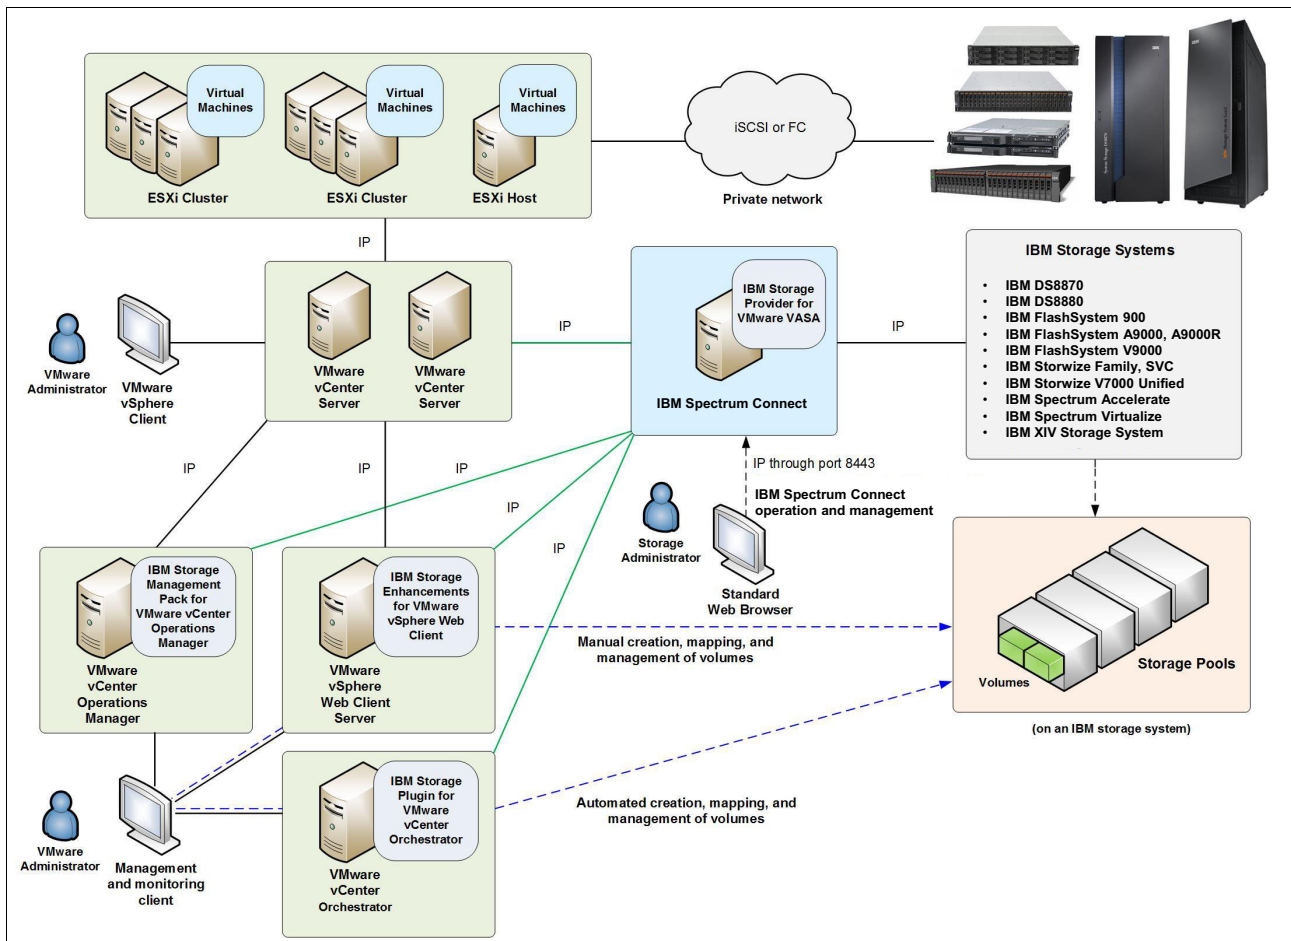 Virtual
Machines
Virtual
Machines
Virtual
Machines
ESXi Cluster
ESXi Cluster
ESXi Host
iSCSI or FC
Private network
IP
IBM Storage Systems
• IBM DS8870
• IBM DS8880
• IBM FlashSystem 900
• IBM FlashSystem A9000, A9000R
• IBM FlashSystem V9000
• IBM Storwize Family, SVC
• IBM Storwize V7000 Unified
• IBM Spectrum Accelerate
• IBM Spectrum Virtualize
• IBM XIV Storage System
VMware
Administrator
VMware
vSphere
Client
VMware
vCenter
Server
VMware
vCenter
Server
IP
IBM Storage
Provider for
VMware VASA
IBM Spectrum Connect
IP
IP
IP
IP
IP
IP
IP through port 8443
IBM Spectrum Connect
operation and management
Storage
Administrator
Standard
Web Browser
IBM Storage
Management
Pack for
VMware vCenter
Operations
Manager
VMware
vCenter
Operations
Manager
IBM Storage
Enhancements
for VMware
vSphere Web
Client
VMware
vSphere
Web Client
Server
Manual creation, mapping, and
management of volumes
Volumes
Storage Pools
(on an IBM storage system)
VMware
Administrator
Management
and monitoring
client
IBM Storage
Plugin for
VMware
vCenter
Orchestrator
VMware
vCenter
Orchestrator
Automated creation, mapping, and
management of volumes